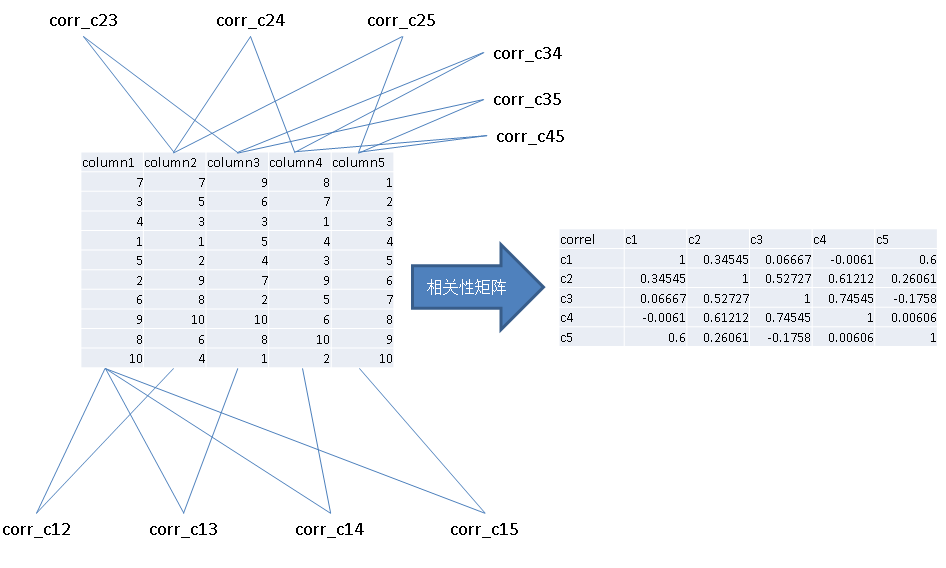 corr_c23 corr_c24 corr_c25
corr_c34
corr_c35
corr_c45
column1 column2 column3 column4 column5
7 7 9 8 1
3 5 6 7 2
4 3 3 1 3
1 1 5 4 4
5 2 4 3 5
2 9 7 9 6
6 8 2 5 7
9 10 10 6 8
8 6 8 10 9
10 4 1 2 10
相关性矩阵
correl c1 c2 c3 c4 c5
c1 1 0.34545 0.06667 -0.0061 0.6
c2 0.34545 1 0.52727 0.61212 0.26061
c3 0.06667 0.52727 1 0.74545 -0.1758
c4 -0.0061 0.61212 0.74545 1 0.00606
c5 0.6 0.26061 -0.1758 0.00606 1
corr_c12 corr_c13 corr_c14 corr_c15